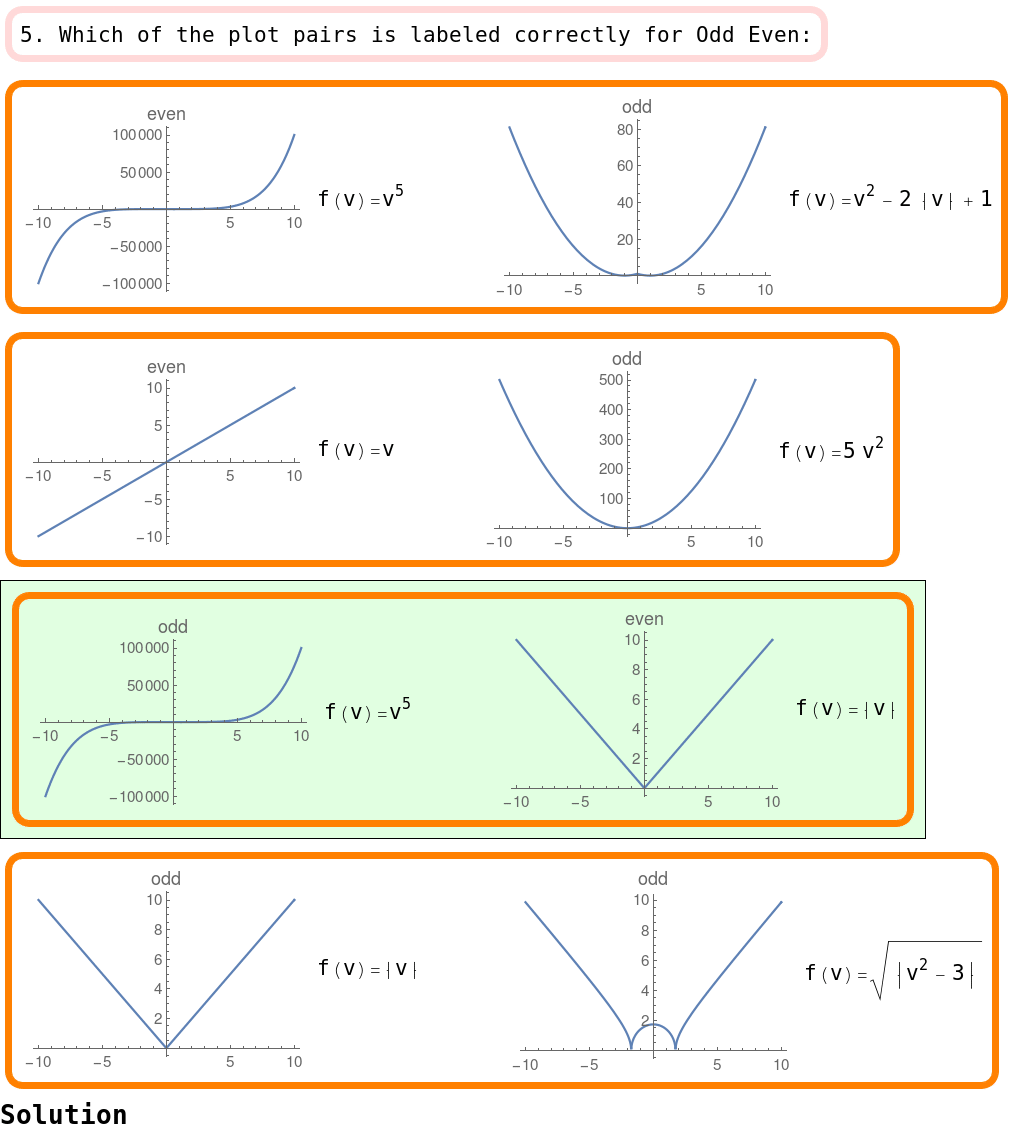 5. Which of the plot pairs is labeled correctly for Odd Even:
even
100 000
50 000
-10 -5 5 10
-50 000
-100 000
f (v) = v^5
odd
80
60
40
20
-10 -5 5 10
f (v) = v^2 - 2 |v| + 1
even
10
5
-10 -5 5 10
-5
-10
f (v) = v
odd
500
400
300
200
100
-10 -5 5 10
f (v) = 5 v^2
odd
100 000
50 000
-10 -5 5 10
-50 000
-100 000
f (v) = v^5
even
10
8
6
4
2
-10 -5 5 10
f (v) = |v|
odd
10
8
6
4
2
-10 -5 5 10
f (v) = |v|
odd
10
8
6
4
2
-10 -5 5 10
f (v) = √|v^2 - 3|
Solution